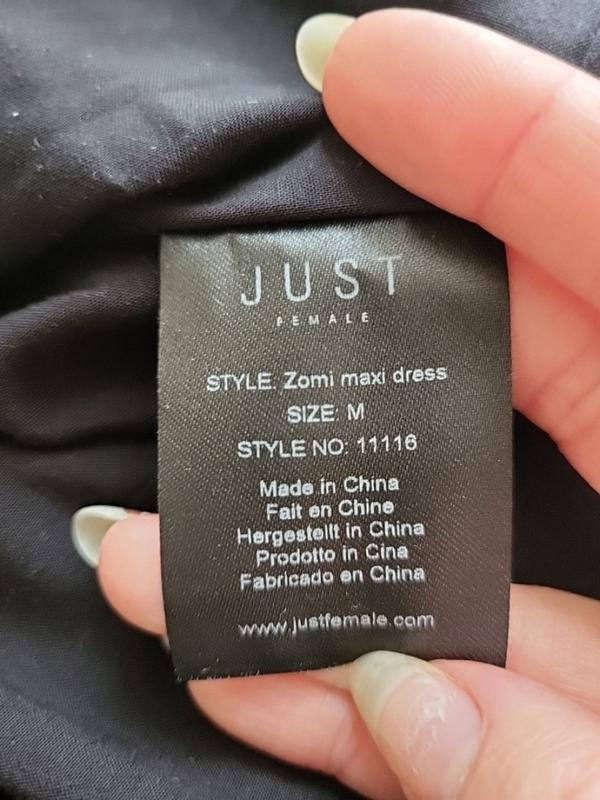 JUST
FEMALE
STYLE: Zomi maxi dress
SIZE: M
STYLE NO: 11116
Made in China
Fait en Chine
Hergestellt in China
Prodotto in Cina
Fabricado en China
www.justfemale.com